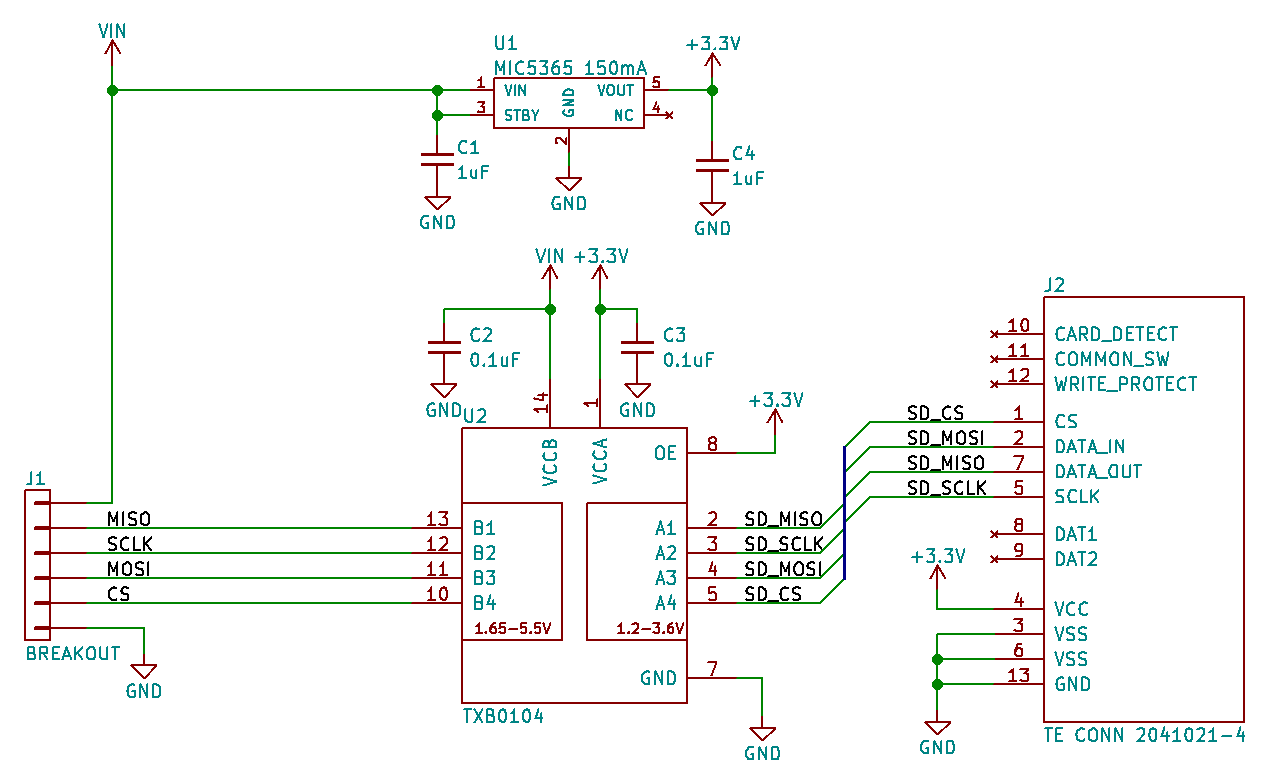 VIN
U1
MIC5365 150mA
+3.3V
1 VIN
GND
VOUT 5
3 STBY
NC 4
2
C1
1uF
GND
GND
C4
1uF
GND
VIN +3.3V
C2
0.1uF
GND
C3
0.1uF
GND
14
1
U2
VCCB
VCCA
OE 8
+3.3V
J1
BREAKOUT
GND
MISO 13 B1
SCLK 12 B2
MOSI 11 B3
CS 10 B4
1.65-5.5V
A1 2 SD_MISO
A2 3 SD_SCLK
A3 4 SD_MOSI
A4 5 SD_CS
1.2-3.6V
GND 7
GND
TXB0104
J2
10 CARD_DETECT
11 COMMON_SW
12 WRITE_PROTECT
SD_CS 1 CS
SD_MOSI 2 DATA_IN
SD_MISO 7 DATA_OUT
SD_SCLK 5 SCLK
8 DAT1
9 DAT2
+3.3V
4 VCC
3 VSS
6 VSS
13 GND
GND
TE CONN 2041021-4